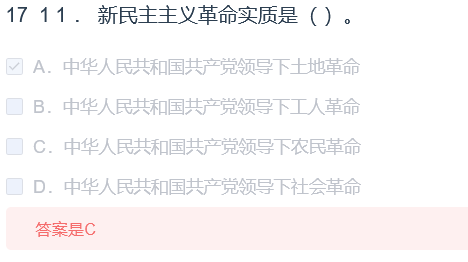 17 1 1． 新民主主义革命实质是（ ）。
A. 中华人民共和国共产党领导下土地革命
B. 中华人民共和国共产党领导下工人革命
C. 中华人民共和国共产党领导下农民革命
D. 中华人民共和国共产党领导下社会革命
答案是C